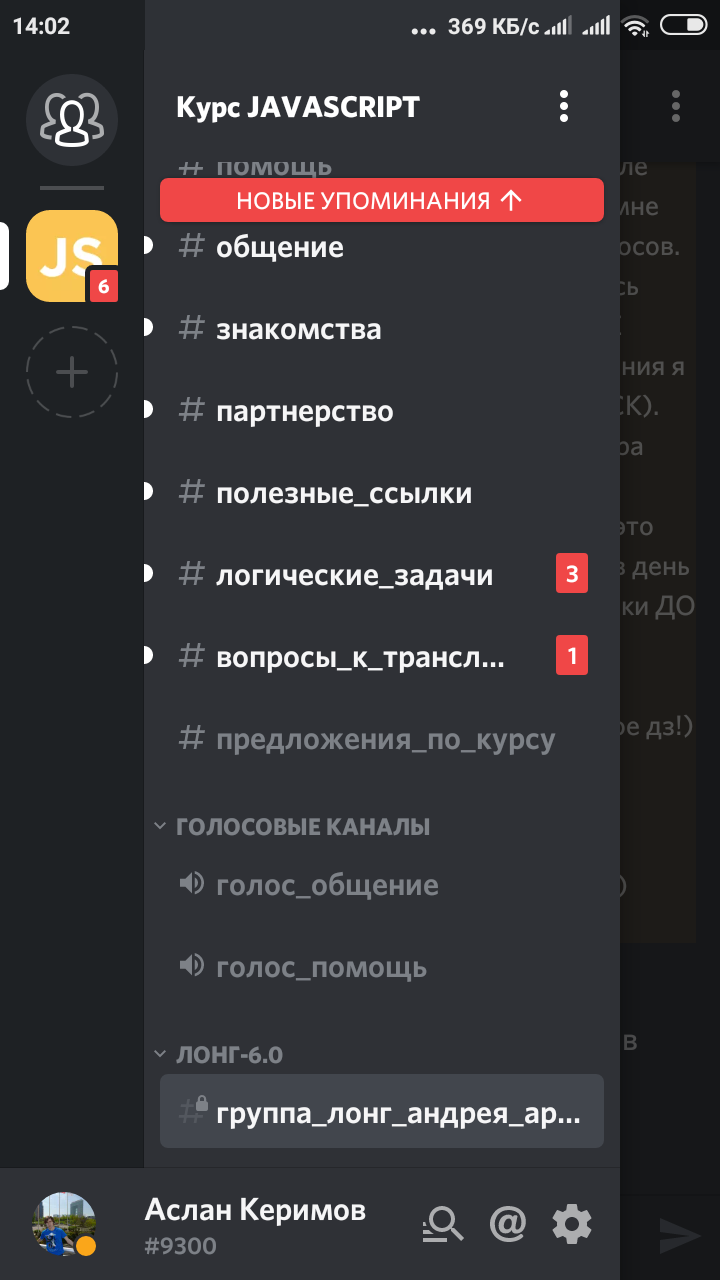 14:02
... 369 КБ/с
Курс JAVASCRIPT
# помощь
НОВЫЕ УПОМИНАНИЯ ↑
JS
6
# общение
# знакомства
# партнерство
# полезные_ссылки
# логические_задачи 3
# вопросы_к_трансл... 1
# предложения_по_курсу
ГОЛОСОВЫЕ КАНАЛЫ
голос_общение
голос_помощь
ЛОНГ-6.0
# группа_лонг_андрея_ар...
Аслан Керимов
#9300
@
ле
мне
осов.
сь
ния я
СК).
ра
это
в день
ки ДО
ое дз!)
)
в